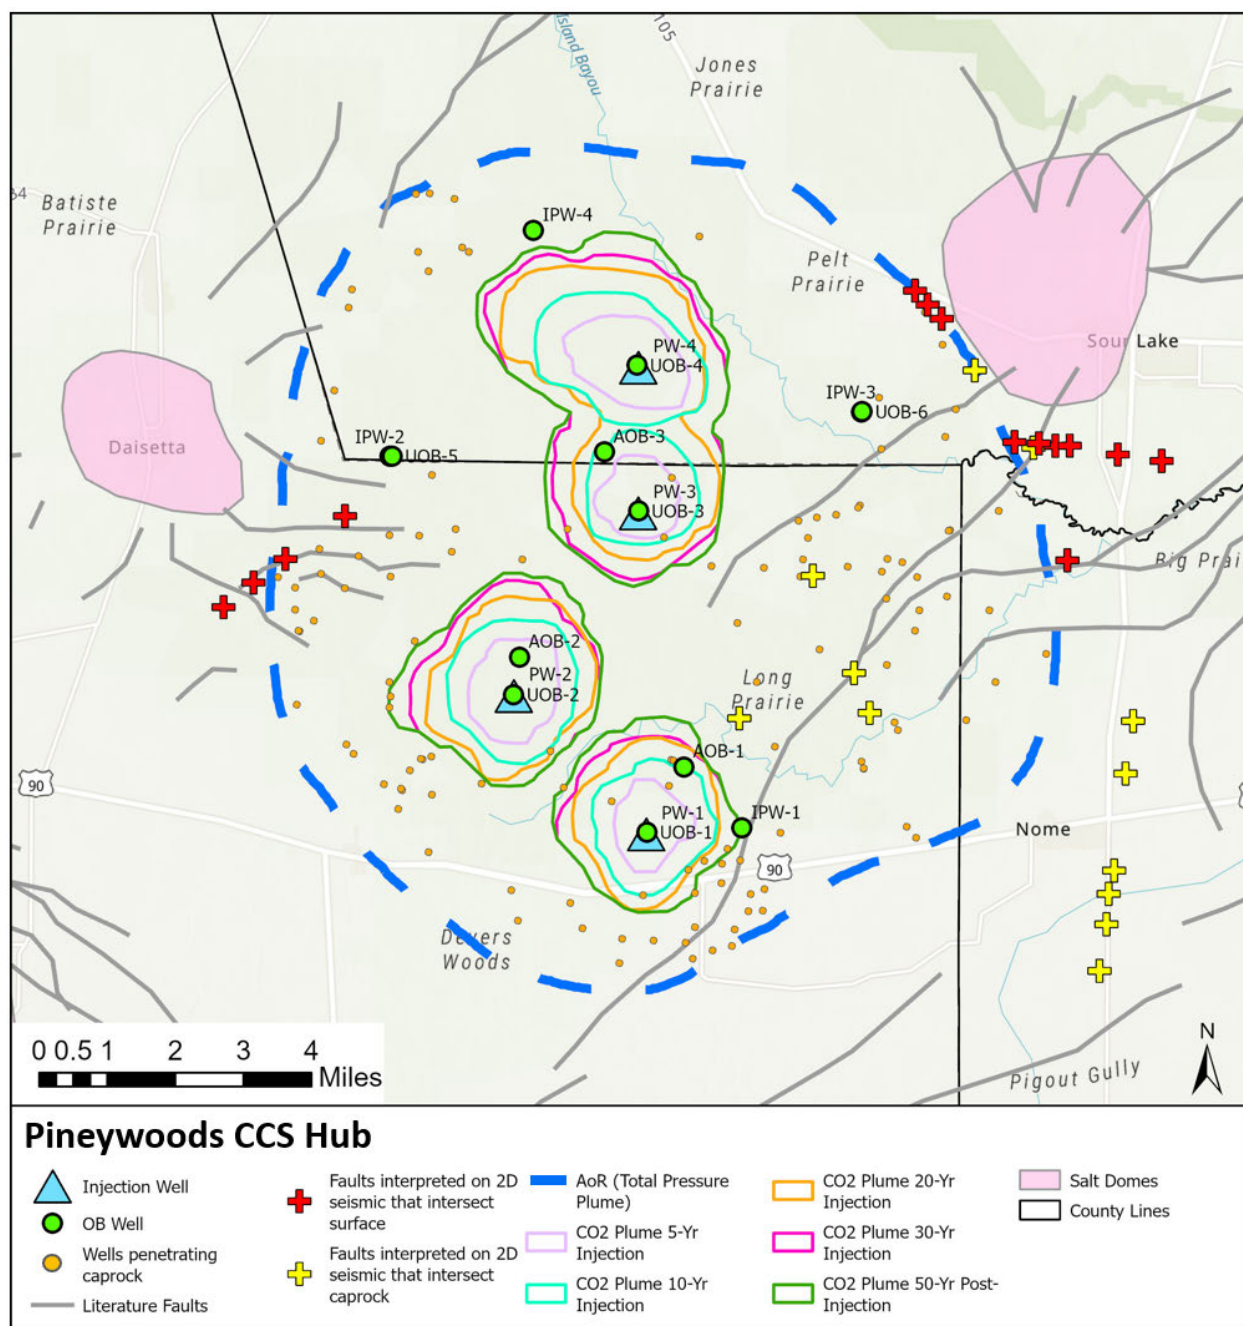 105
Island Bayou
Jones
Prairie
64
Batiste
Prairie
IPW-4
Pelt
Prairie
PW-4
UOB-4
Sour Lake
IPW-3
UOB-6
Daisetta
IPW-2
UOB-5
AOB-3
PW-3
UOB-3
Big Prai
AOB-2
PW-2
UOB-2
Long
Prairie
AOB-1
90
PW-1
UOB-1
IPW-1
Nome
90
Devers
Woods
N
0 0.5 1 2 3 4
Miles
Pigout Gully
Pineywoods CCS Hub
Injection Well
OB Well
Wells penetrating
caprock
Literature Faults
Faults interpreted on 2D
seismic that intersect
surface
Faults interpreted on 2D
seismic that intersect
caprock
AoR (Total Pressure
Plume)
CO2 Plume 5-Yr
Injection
CO2 Plume 10-Yr
Injection
CO2 Plume 20-Yr
Injection
CO2 Plume 30-Yr
Injection
CO2 Plume 50-Yr Post-
Injection
Salt Domes
County Lines